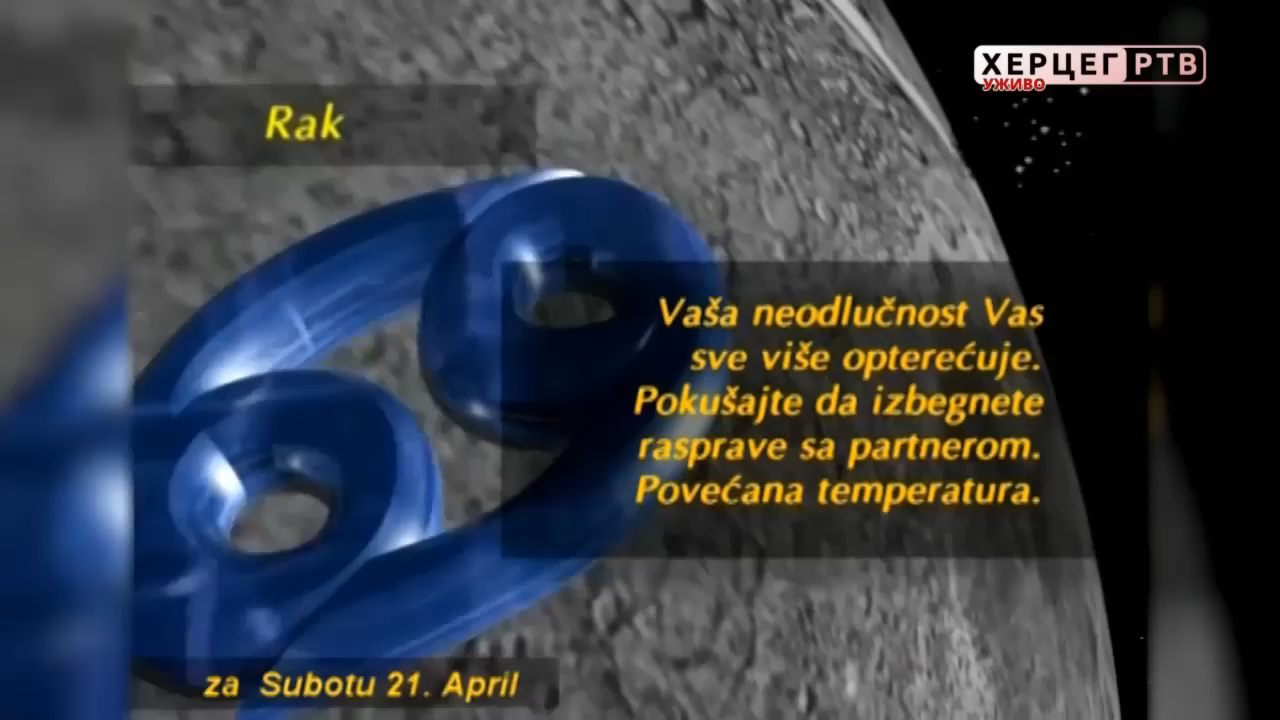 ХЕРЦЕГ РТВ
УЖИВО
Rak
Vaša neodlučnost Vas
sve više opterećuje.
Pokušajte da izbegnete
rasprave sa partnerom.
Povećana temperatura.
za Subotu 21. April